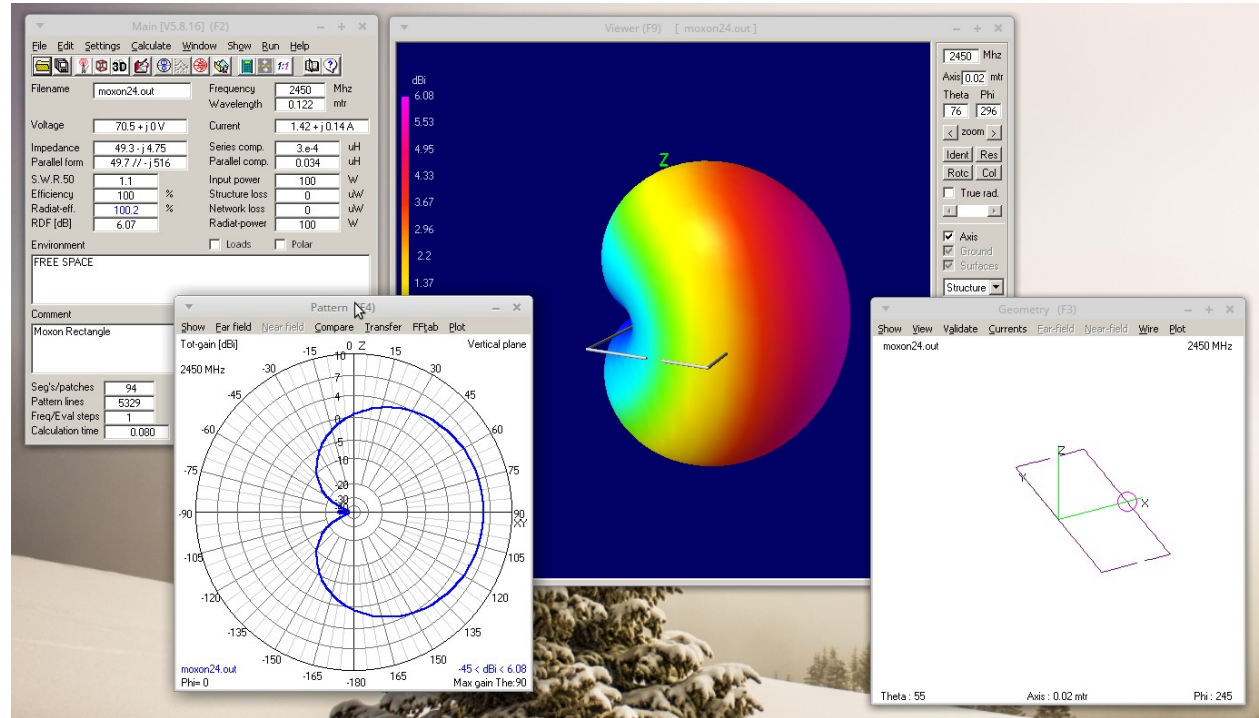 Main [V5.8.16] (F2)
File Edit Settings Calculate Window Show Run Help
3D 1:1
Filename moxon24.out Frequency 2450 Mhz
Wavelength 0.122 mtr
Voltage 70.5 + j 0 V Current 1.42 + j 0.14 A
Impedance 49.3 - j 4.75 Series comp. 3.e-4 uH
Parallel form 49.7 // - j 516 Parallel comp. 0.034 uH
S.W.R.50 1.1 Input power 100 W
Efficiency 100 % Structure loss 0 uW
Radiat-eff. 100.2 % Network loss 0 uW
RDF [dB] 6.07 Radiat-power 100 W
Environment Loads Polar
FREE SPACE
Comment
Moxon Rectangle
Seg's/patches 94
Pattern lines 5329
Freq/Eval steps 1
Calculation time 0.080
Viewer (F9) [ moxon24.out ]
dBi
6.08
5.53
4.95
4.33
3.67
2.96
2.2
1.37
Z
2450 Mhz
Axis 0.02 mtr
Theta Phi
76 296
< zoom >
Ident Res
Rotc Col
True rad.
Axis
Ground
Surfaces
Structure
Pattern (F4)
Show Far field Near field Compare Transfer FFtab Plot
Tot-gain [dBi] Vertical plane
2450 MHz
-15 0 Z 15
-30 30
-45 45
-60 60
-75 75
-90 90
XY
-105 105
-120 120
-135 135
-150 150
-165 -180 165
10
7
4
0
-5
-10
-20
-30
moxon24.out -45 < dBi < 6.08
Phi= 0 Max gain The:90
Geometry (F3)
Show View Validate Currents Far-field Near-field Wire Plot
moxon24.out 2450 MHz
Z
Y
X
Theta : 55 Axis : 0.02 mtr Phi : 245